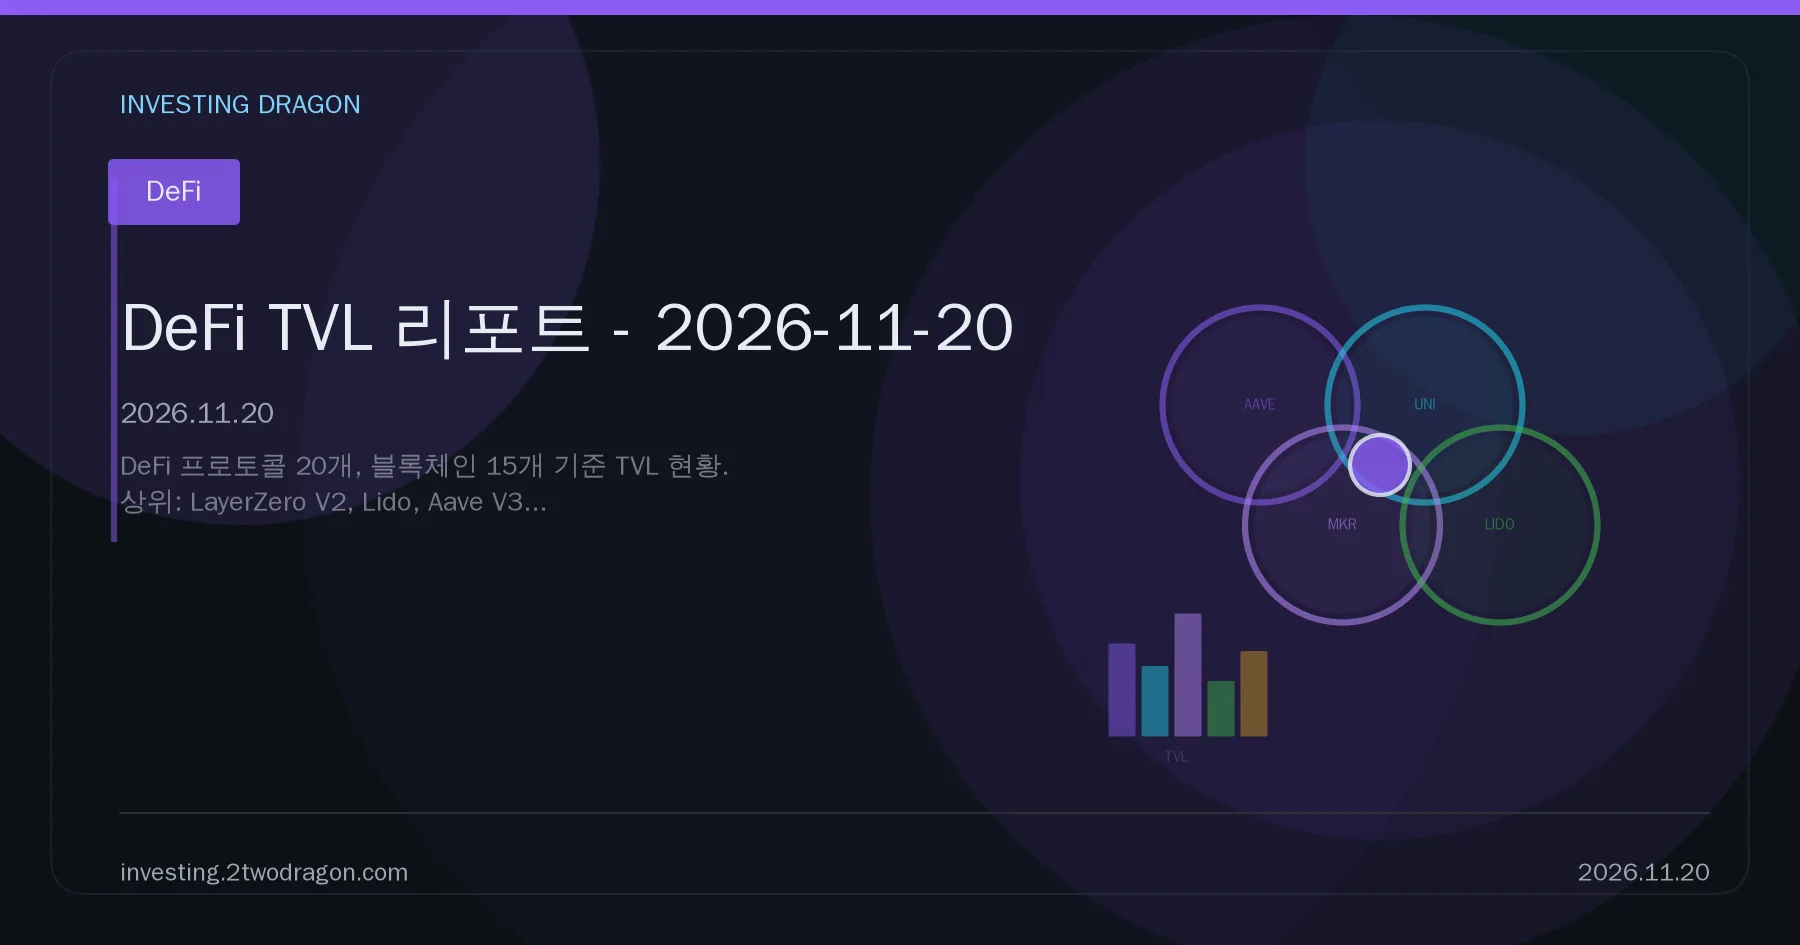 INVESTING DRAGON
DeFi
DeFi TVL 리포트 - 2026-11-20
2026.11.20
DeFi 프로토콜 20개, 블록체인 15개 기준 TVL 현황.
상위: LayerZero V2, Lido, Aave V3...
AAVE
UNI
MKR
LIDO
TVL
investing.2twodragon.com
2026.11.20